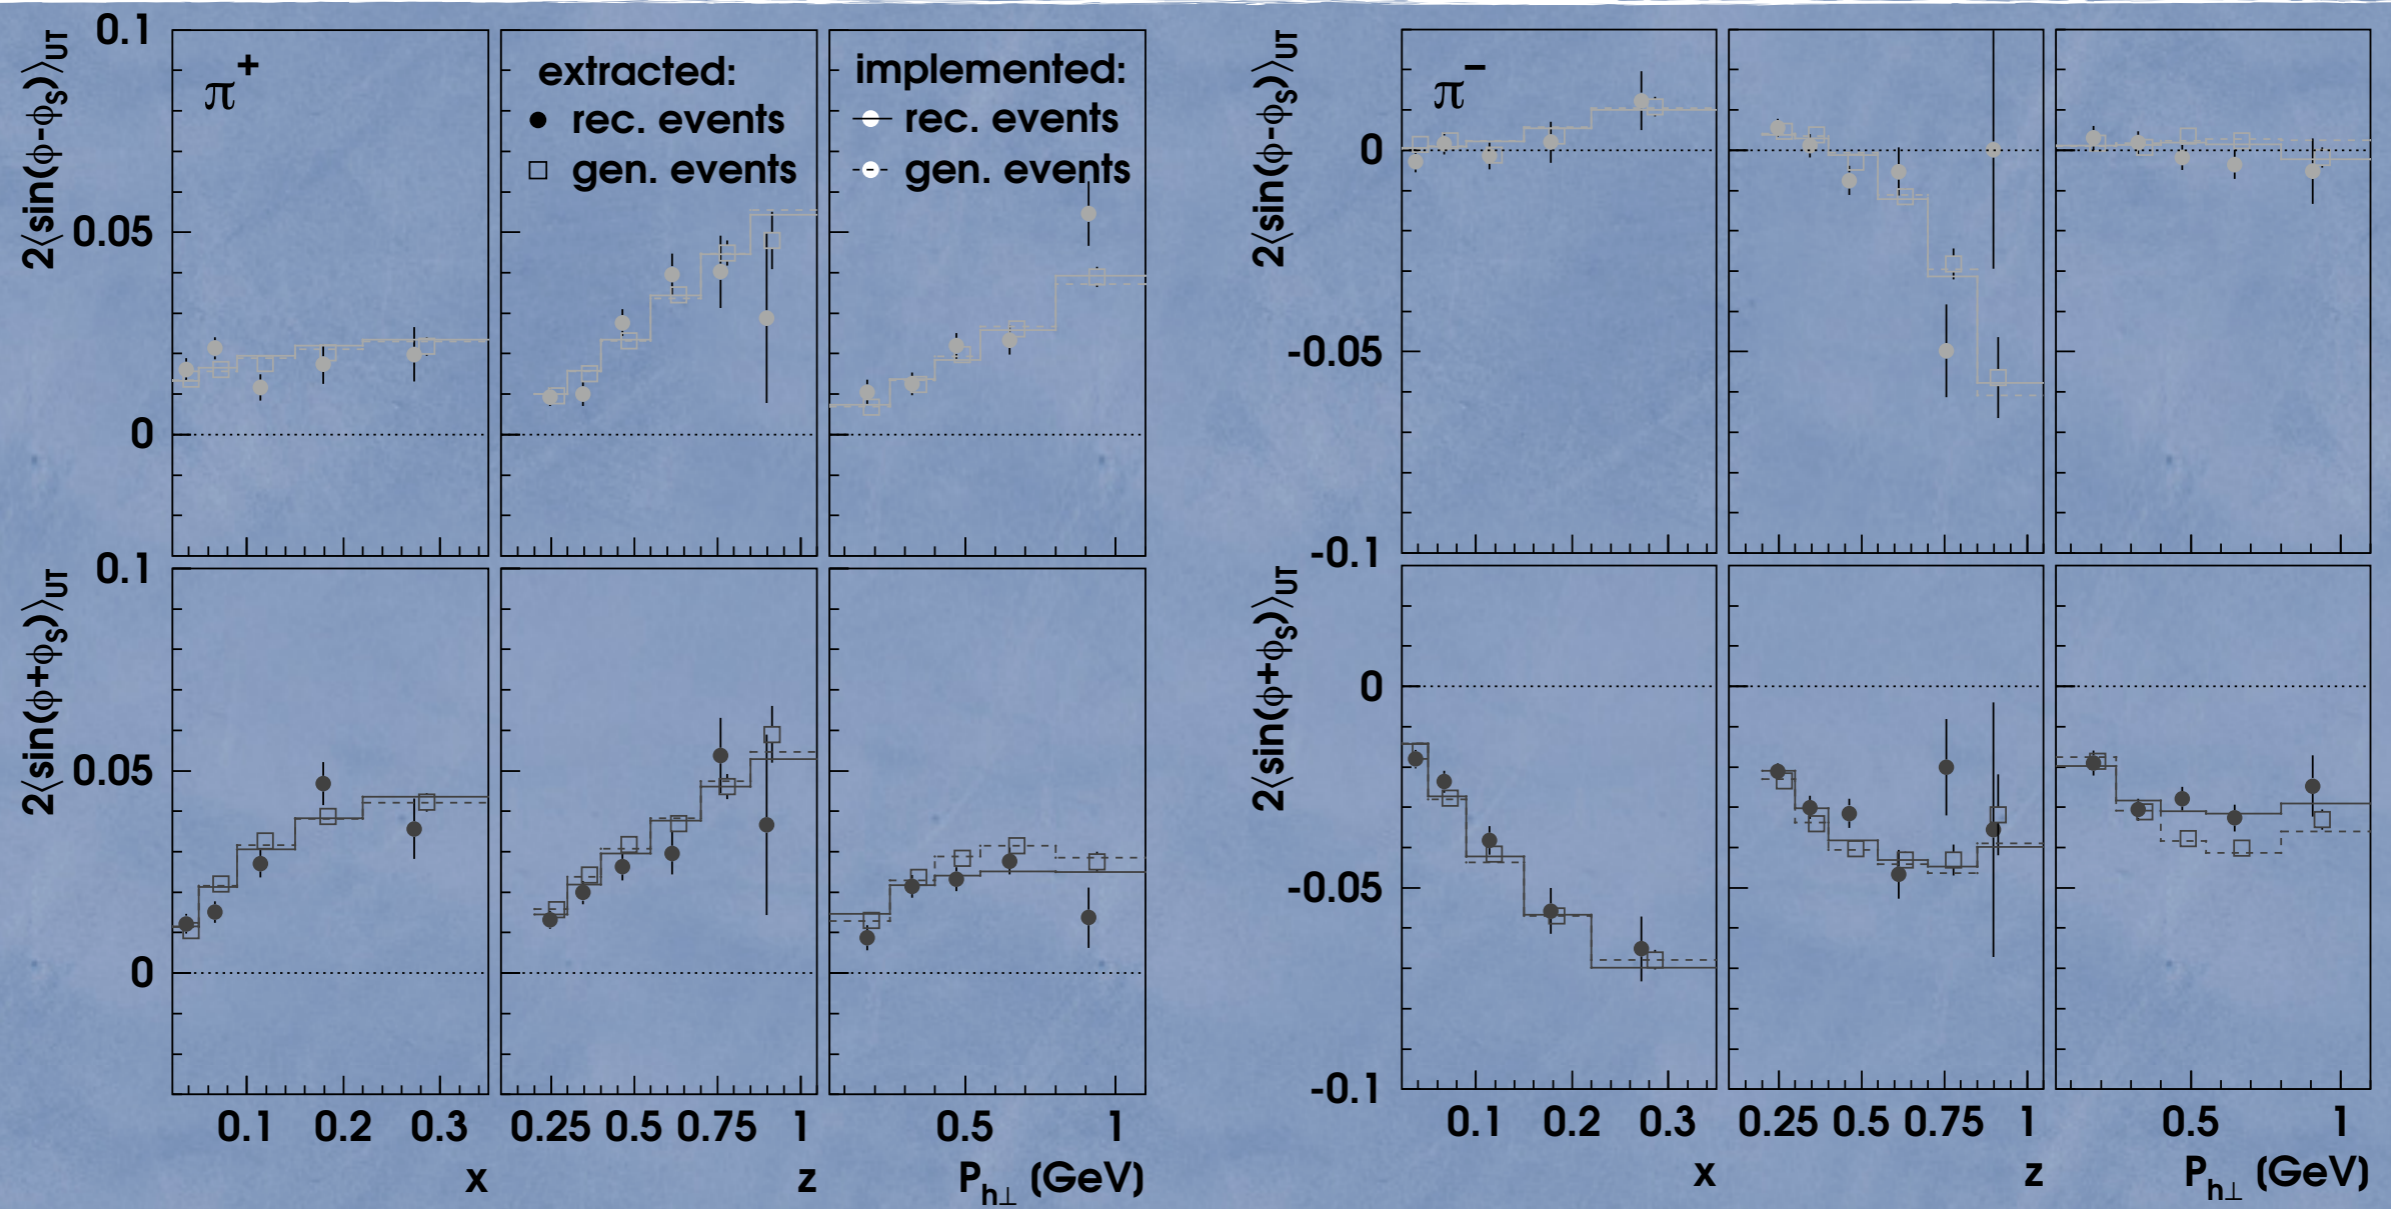 0.1
0.05
0
2⟨sin(ϕ-ϕS)⟩UT
π+
extracted:
rec. events
gen. events
implemented:
rec. events
gen. events
0.1
0.05
0
2⟨sin(ϕ+ϕS)⟩UT
0.1 0.2 0.3
x
0.25 0.5 0.75 1
z
0.5 1
Ph⊥ (GeV)
0
-0.05
-0.1
2⟨sin(ϕ-ϕS)⟩UT
π−
0
-0.05
-0.1
2⟨sin(ϕ+ϕS)⟩UT
0.1 0.2 0.3
x
0.25 0.5 0.75 1
z
0.5 1
Ph⊥ (GeV)